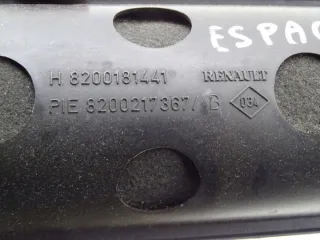 ESPAC
H 8200181441 RENAULT
PIE 8200217367/ B 034